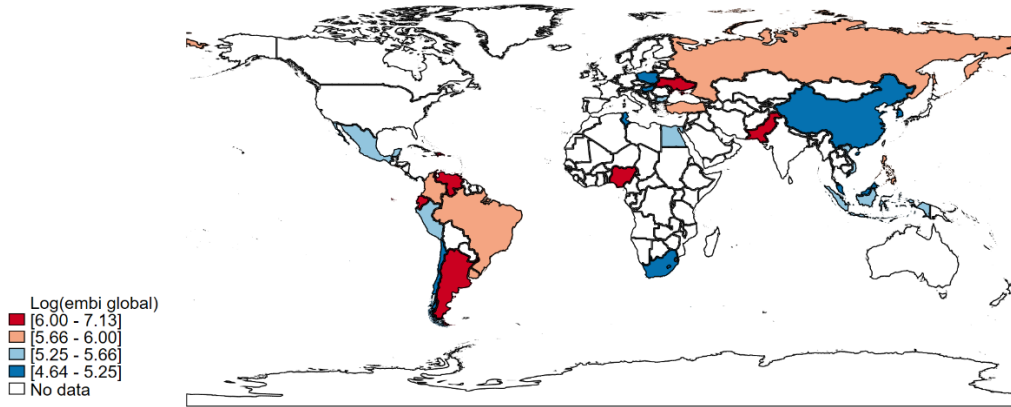 Log(embi global)
[6.00 - 7.13]
[5.66 - 6.00]
[5.25 - 5.66]
[4.64 - 5.25]
No data